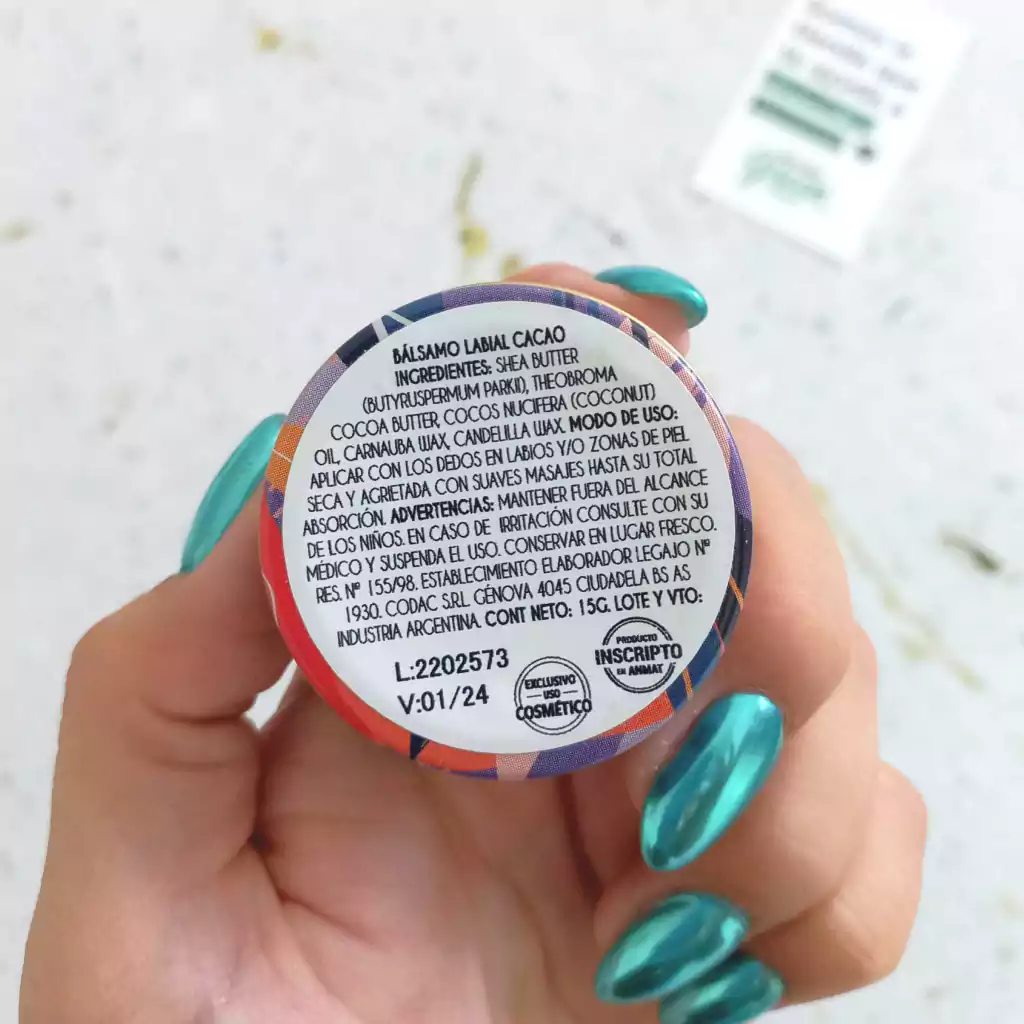 BÁLSAMO LABIAL CACAO
INGREDIENTES: SHEA BUTTER
(BUTYRUSPERMUM PARKII), THEOBROMA
COCOA BUTTER, COCOS NUCIFERA (COCONUT)
OIL, CARNAUBA WAX, CANDELILLA WAX. MODO DE USO:
APLICAR CON LOS DEDOS EN LABIOS Y/O ZONAS DE PIEL
SECA Y AGRIETADA CON SUAVES MASAJES HASTA SU TOTAL
ABSORCIÓN. ADVERTENCIAS: MANTENER FUERA DEL ALCANCE
DE LOS NIÑOS. EN CASO DE IRRITACIÓN CONSULTE CON SU
MÉDICO Y SUSPENDA EL USO. CONSERVAR EN LUGAR FRESCO.
RES. Nº 155/98. ESTABLECIMIENTO ELABORADOR LEGAJO Nº
1930. CODAC S.R.L. GÉNOVA 4045 CIUDADELA BS AS
INDUSTRIA ARGENTINA. CONT NETO: 15G. LOTE Y VTO:
L:2202573
V:01/24
EXCLUSIVO
USO
COSMÉTICO
PRODUCTO
INSCRIPTO
EN ANMAT